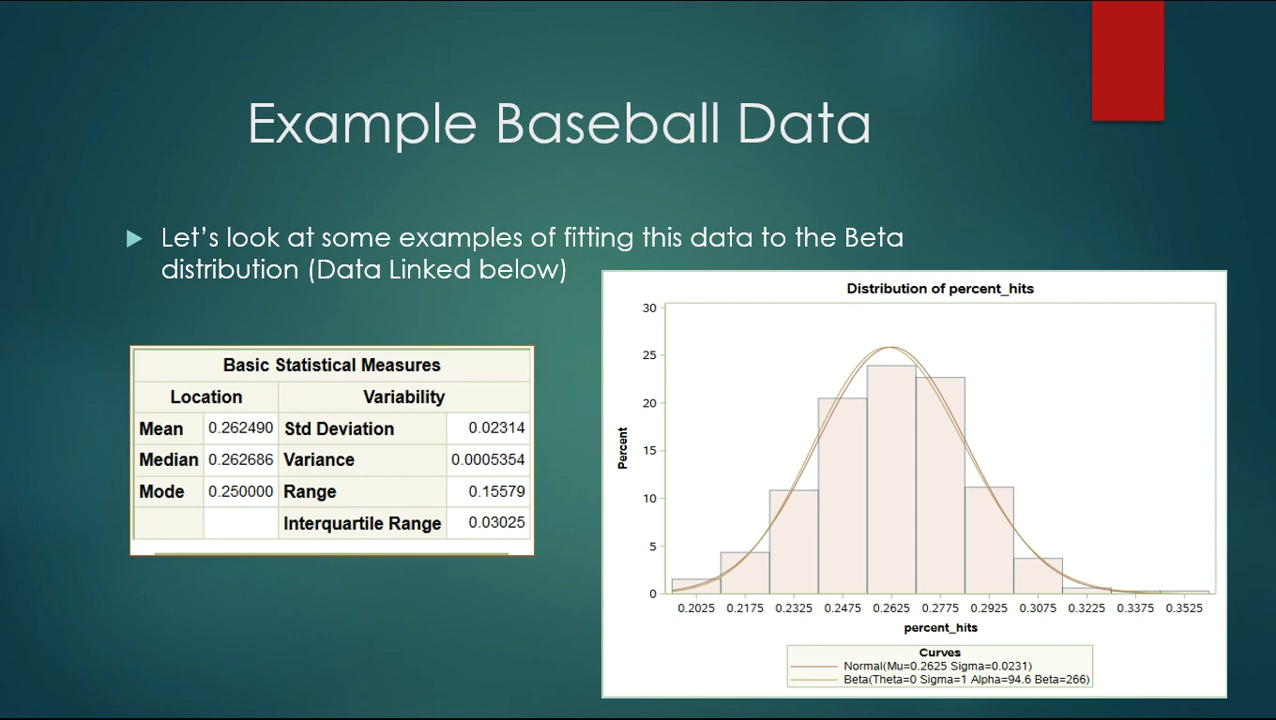 Example Baseball Data
Let's look at some examples of fitting this data to the Beta
distribution (Data Linked below)
Basic Statistical Measures
Location Variability
Mean 0.262490 Std Deviation 0.02314
Median 0.262686 Variance 0.0005354
Mode 0.250000 Range 0.15579
Interquartile Range 0.03025
Distribution of percent_hits
30
25
20
15
10
5
0
Percent
0.2025 0.2175 0.2325 0.2475 0.2625 0.2775 0.2925 0.3075 0.3225 0.3375 0.3525
percent_hits
Curves
Normal(Mu=0.2625 Sigma=0.0231)
Beta(Theta=0 Sigma=1 Alpha=94.6 Beta=266)